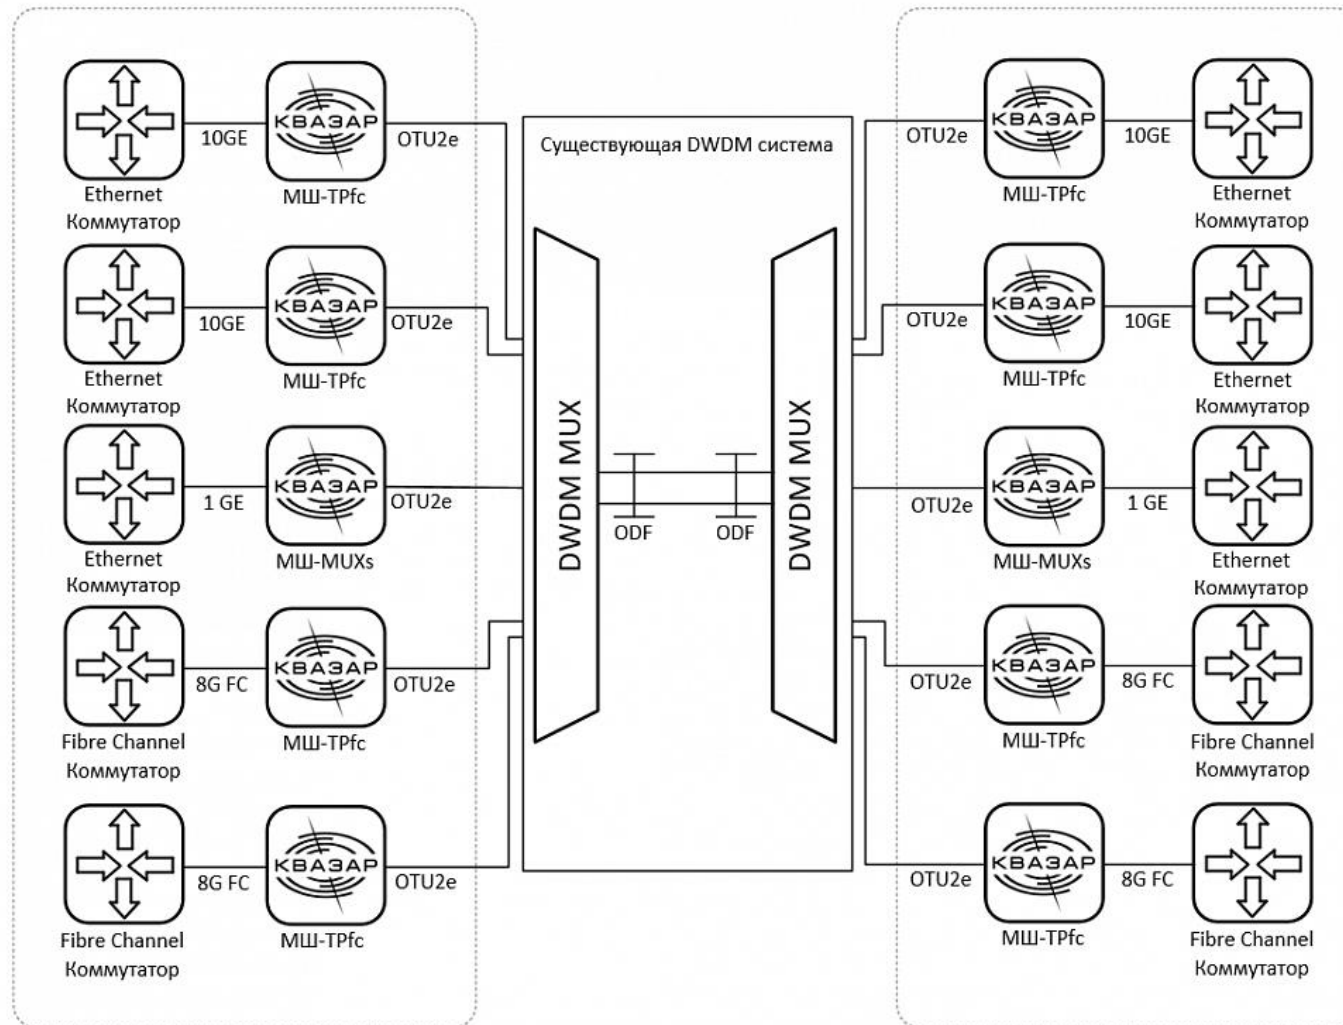 Существующая DWDM система
КВАЗАР
10GE
OTU2e
Ethernet
Коммутатор
МШ-TPfc
КВАЗАР
10GE
OTU2e
Ethernet
Коммутатор
МШ-TPfc
КВАЗАР
1 GE
OTU2e
Ethernet
Коммутатор
МШ-MUXs
КВАЗАР
8G FC
OTU2e
Fibre Channel
Коммутатор
МШ-TPfc
КВАЗАР
8G FC
OTU2e
Fibre Channel
Коммутатор
МШ-TPfc
DWDM MUX
ODF
ODF
DWDM MUX
OTU2e
КВАЗАР
10GE
МШ-TPfc
Ethernet
Коммутатор
OTU2e
КВАЗАР
10GE
МШ-TPfc
Ethernet
Коммутатор
OTU2e
КВАЗАР
1 GE
МШ-MUXs
Ethernet
Коммутатор
OTU2e
КВАЗАР
8G FC
МШ-TPfc
Fibre Channel
Коммутатор
OTU2e
КВАЗАР
8G FC
МШ-TPfc
Fibre Channel
Коммутатор